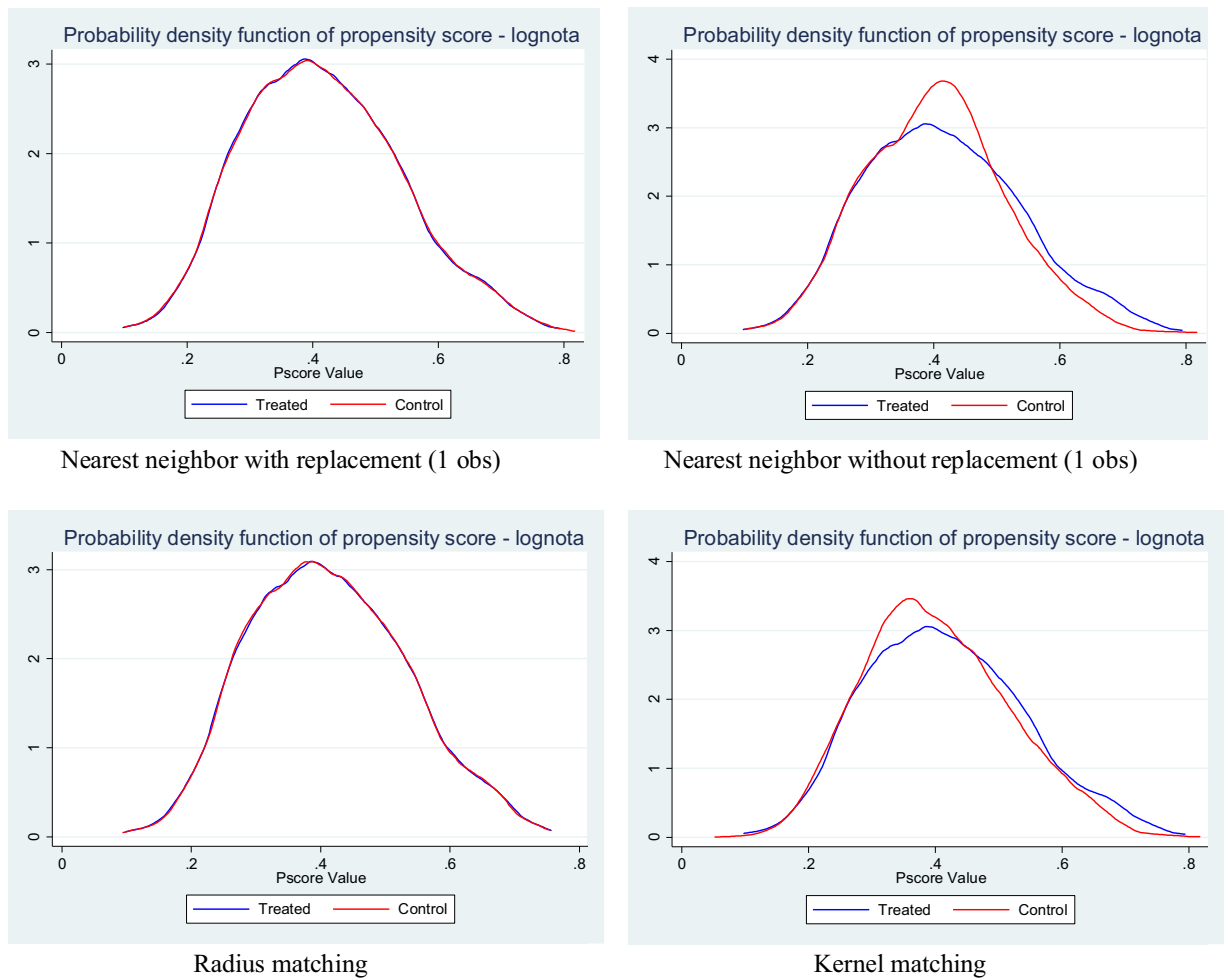 Probability density function of propensity score - lognota
3
2
1
0
0 .2 .4 .6 .8
Pscore Value
Treated Control
Nearest neighbor with replacement (1 obs)
Probability density function of propensity score - lognota
4
3
2
1
0
0 .2 .4 .6 .8
Pscore Value
Treated Control
Nearest neighbor without replacement (1 obs)
Probability density function of propensity score - lognota
3
2
1
0
0 .2 .4 .6 .8
Pscore Value
Treated Control
Radius matching
Probability density function of propensity score - lognota
4
3
2
1
0
0 .2 .4 .6 .8
Pscore Value
Treated Control
Kernel matching